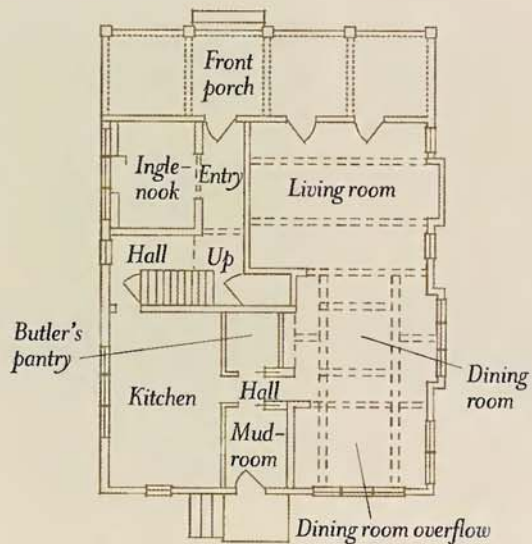 Front
porch
Ingle-
nook
Entry
Living room
Hall
Up
Butler's
pantry
Kitchen
Hall
Dining
room
Mud-
room
Dining room overflow